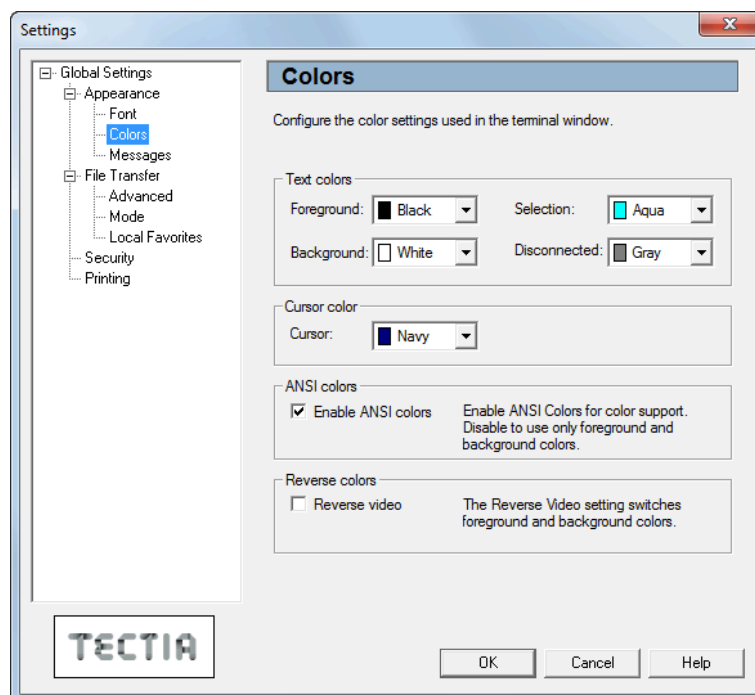 Settings
Global Settings
Appearance
Font
Colors
Messages
File Transfer
Advanced
Mode
Local Favorites
Security
Printing
TECTIA
Colors
Configure the color settings used in the terminal window.
Text colors
Foreground: Black Selection: Aqua
Background: White Disconnected: Gray
Cursor color
Cursor: Navy
ANSI colors
Enable ANSI colors
Enable ANSI Colors for color support.
Disable to use only foreground and
background colors.
Reverse colors
Reverse video
The Reverse Video setting switches
foreground and background colors.
OK Cancel Help